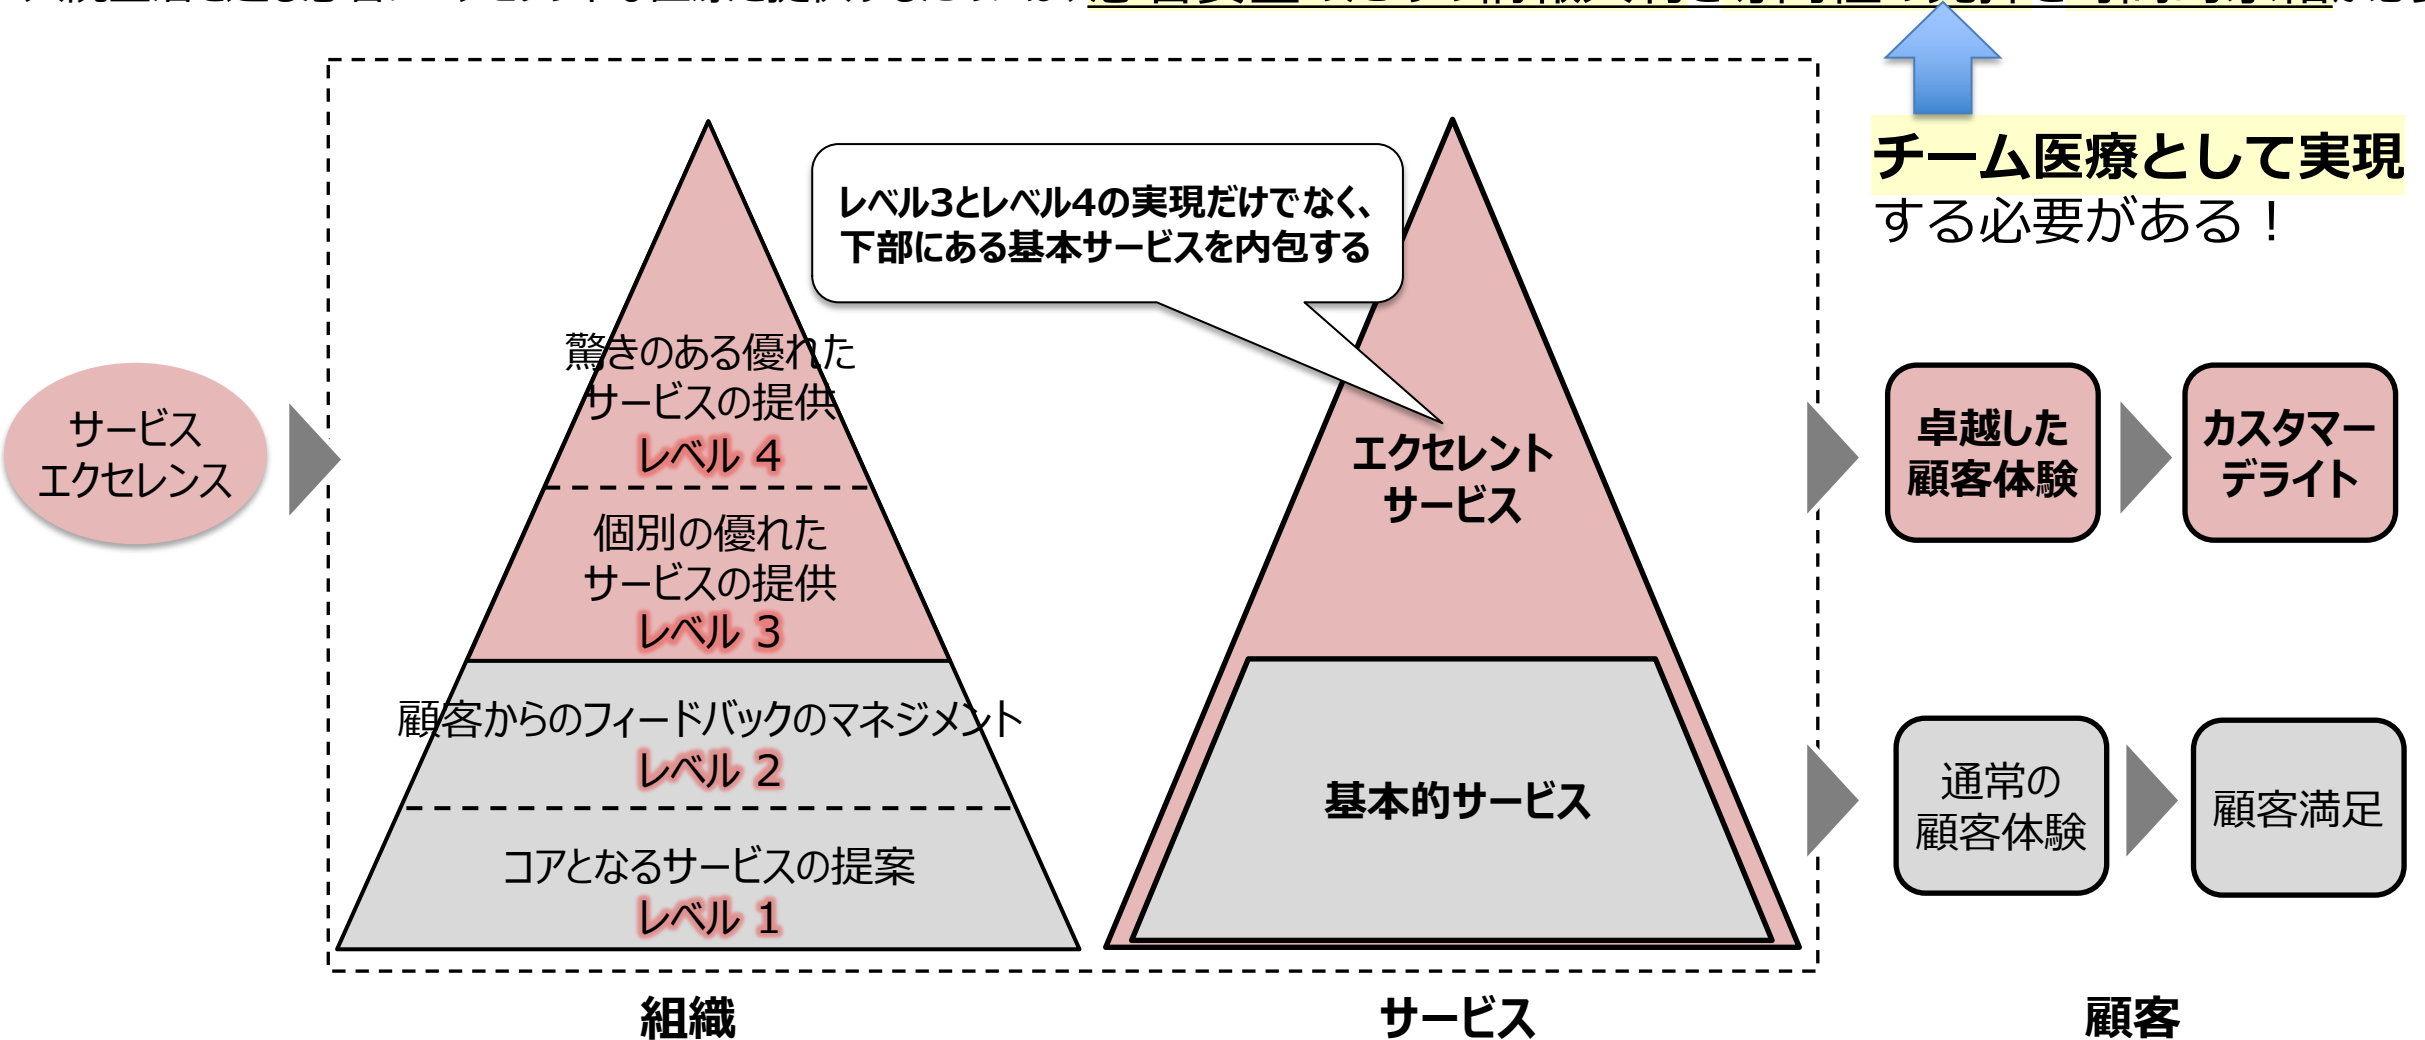 チーム医療として実現
する必要がある！
レベル3とレベル4の実現だけでなく、
下部にある基本サービスを内包する
サービス
エクセレンス
驚きのある優れた
サービスの提供
レベル 4
個別の優れた
サービスの提供
レベル 3
顧客からのフィードバックのマネジメント
レベル 2
コアとなるサービスの提案
レベル 1
エクセレント
サービス
基本的サービス
卓越した
顧客体験
カスタマー
デライト
通常の
顧客体験
顧客満足
組織
サービス
顧客